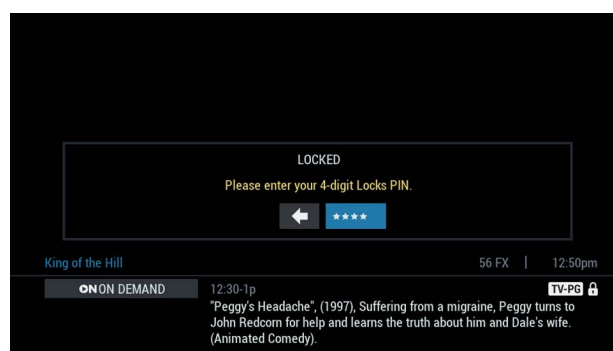 LOCKED
Please enter your 4-digit Locks PIN.
****
King of the Hill 56 FX | 12:50pm
ON ON DEMAND 12:30-1p TV-PG
"Peggy's Headache", (1997), Suffering from a migraine, Peggy turns to
John Redcorn for help and learns the truth about him and Dale's wife.
(Animated Comedy).